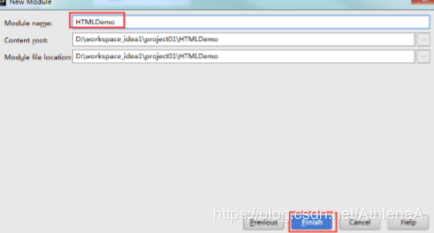 New Module
Module name: HTMLDemo
Content root: D:\workspace_idea1\project01\HTMLDemo
Module file location: D:\workspace_idea1\project01\HTMLDemo
Previous Finish Cancel Help
https://blog.csdn.net/AthlenaA